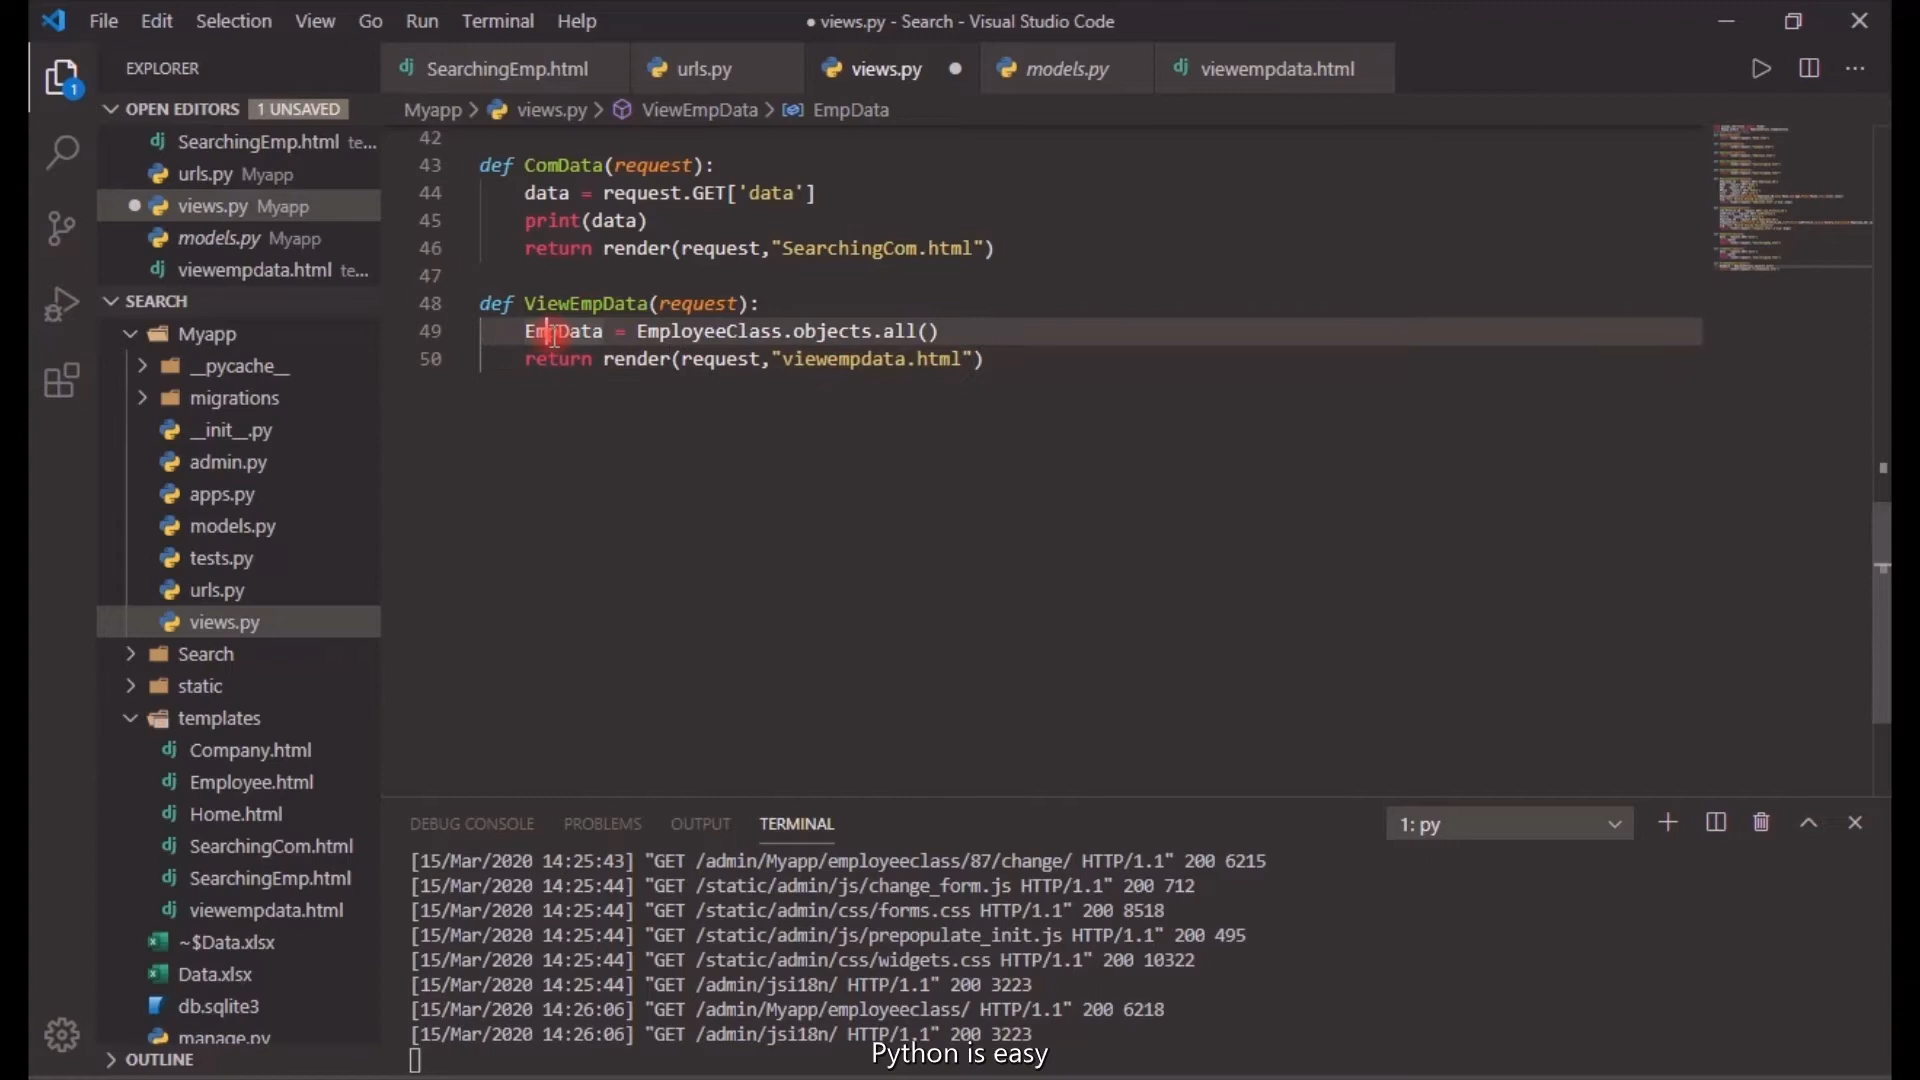 File Edit Selection View Go Run Terminal Help
● views.py - Search - Visual Studio Code
1
EXPLORER
SearchingEmp.html
urls.py
views.py
models.py
viewempdata.html
OPEN EDITORS 1 UNSAVED
SearchingEmp.html te...
urls.py Myapp
views.py Myapp
models.py Myapp
viewempdata.html te...
SEARCH
Myapp
__pycache__
migrations
__init__.py
admin.py
apps.py
models.py
tests.py
urls.py
views.py
Search
static
templates
Company.html
Employee.html
Home.html
SearchingCom.html
SearchingEmp.html
viewempdata.html
~$Data.xlsx
Data.xlsx
db.sqlite3
manage.py
OUTLINE
Myapp > views.py > ViewEmpData > EmpData
42
43 def ComData(request):
44 data = request.GET['data']
45 print(data)
46 return render(request,"SearchingCom.html")
47
48 def ViewEmpData(request):
49 EmpData = EmployeeClass.objects.all()
50 return render(request,"viewempdata.html")
DEBUG CONSOLE PROBLEMS OUTPUT TERMINAL
1: py
[15/Mar/2020 14:25:43] "GET /admin/Myapp/employeeclass/87/change/ HTTP/1.1" 200 6215
[15/Mar/2020 14:25:44] "GET /static/admin/js/change_form.js HTTP/1.1" 200 712
[15/Mar/2020 14:25:44] "GET /static/admin/css/forms.css HTTP/1.1" 200 8518
[15/Mar/2020 14:25:44] "GET /static/admin/js/prepopulate_init.js HTTP/1.1" 200 495
[15/Mar/2020 14:25:44] "GET /static/admin/css/widgets.css HTTP/1.1" 200 10322
[15/Mar/2020 14:25:44] "GET /admin/jsi18n/ HTTP/1.1" 200 3223
[15/Mar/2020 14:26:06] "GET /admin/Myapp/employeeclass/ HTTP/1.1" 200 6218
[15/Mar/2020 14:26:06] "GET /admin/jsi18n/ HTTP/1.1" 200 3223
Python is easy